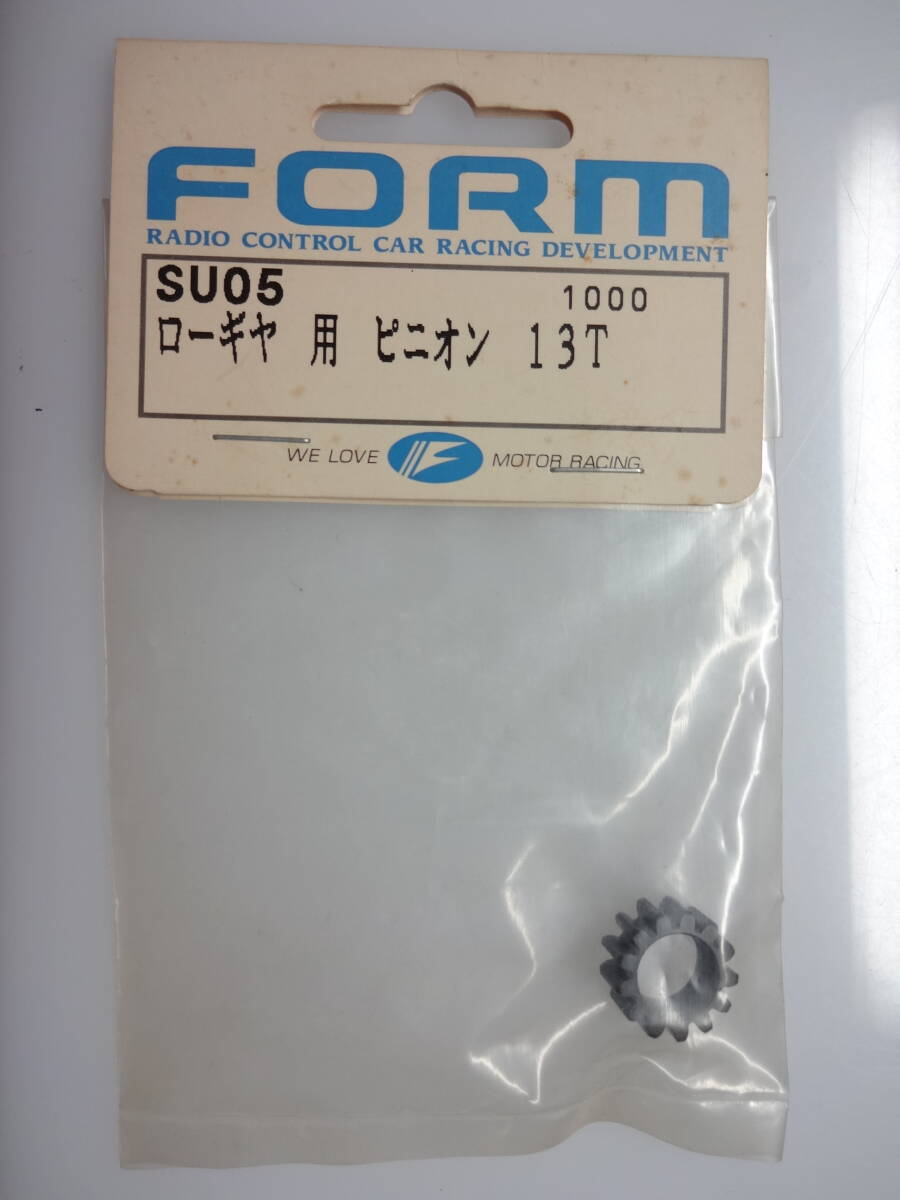 FORM
RADIO CONTROL CAR RACING DEVELOPMENT
SU05 1000
ローギヤ 用 ピニオン 13T
WE LOVE F MOTOR RACING